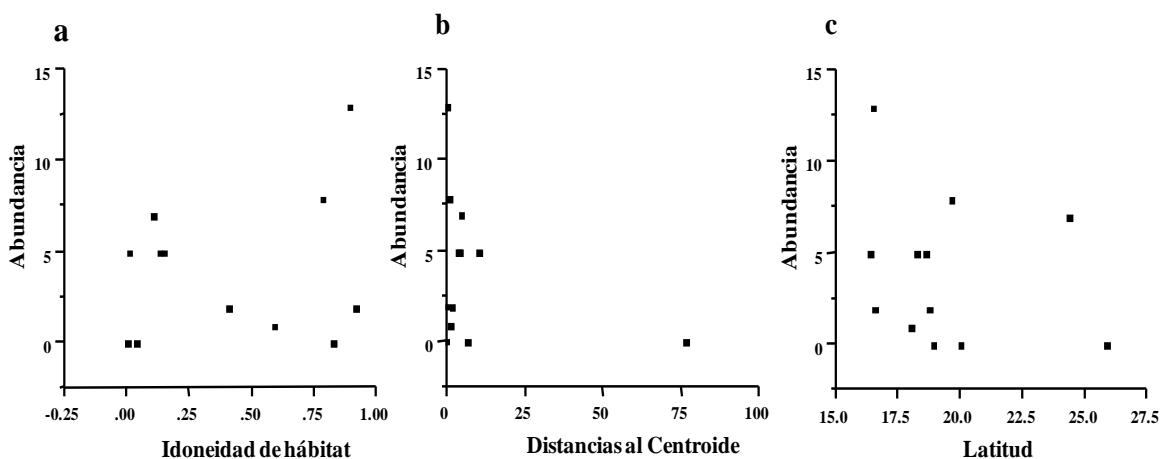 a
15
10
5
0
Abundancia
-0.25 .00 .25 .50 .75 1.00
Idoneidad de hábitat
b
15
10
5
0
Abundancia
0 25 50 75 100
Distancias al Centroide
c
15
10
5
0
Abundancia
15.0 17.5 20.0 22.5 25.0 27.5
Latitud